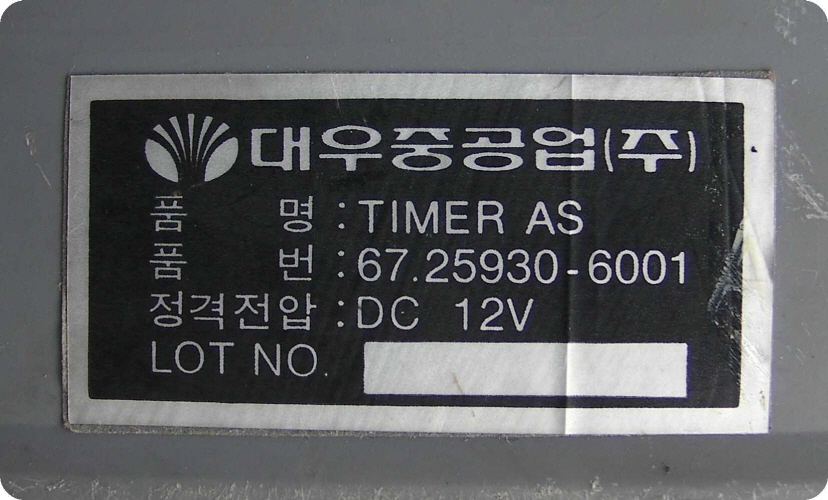 대우중공업(주)
품 명 : TIMER AS
품 번 : 67.25930-6001
정격전압 : DC 12V
LOT NO.